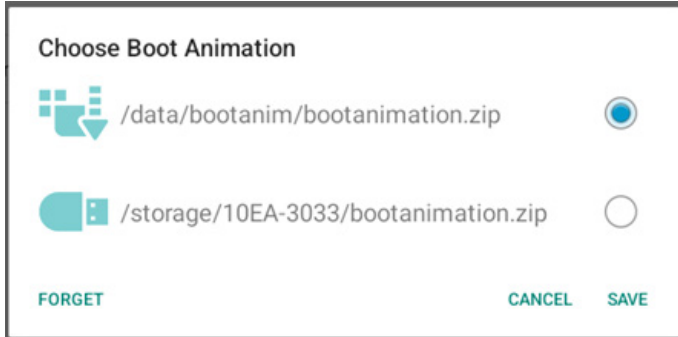 Choose Boot Animation
/data/bootanim/bootanimation.zip
/storage/10EA-3033/bootanimation.zip
FORGET CANCEL SAVE